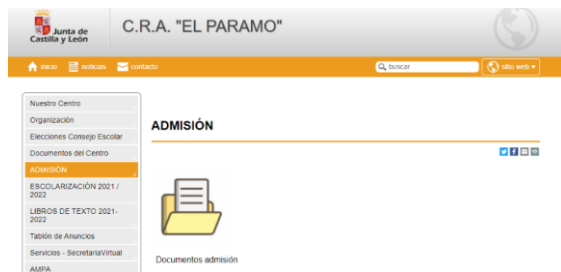 Junta de
Castilla y León
C.R.A. "EL PARAMO"
inicio noticias contacto
buscar
sitio web
Nuestro Centro
Organización
Elecciones Consejo Escolar
Documentos del Centro
ADMISIÓN
ESCOLARIZACIÓN 2021 /
2022
LIBROS DE TEXTO 2021-
2022
Tablón de Anuncios
Servicios - SecretaríaVirtual
AMPA
ADMISIÓN
Documentos admisión